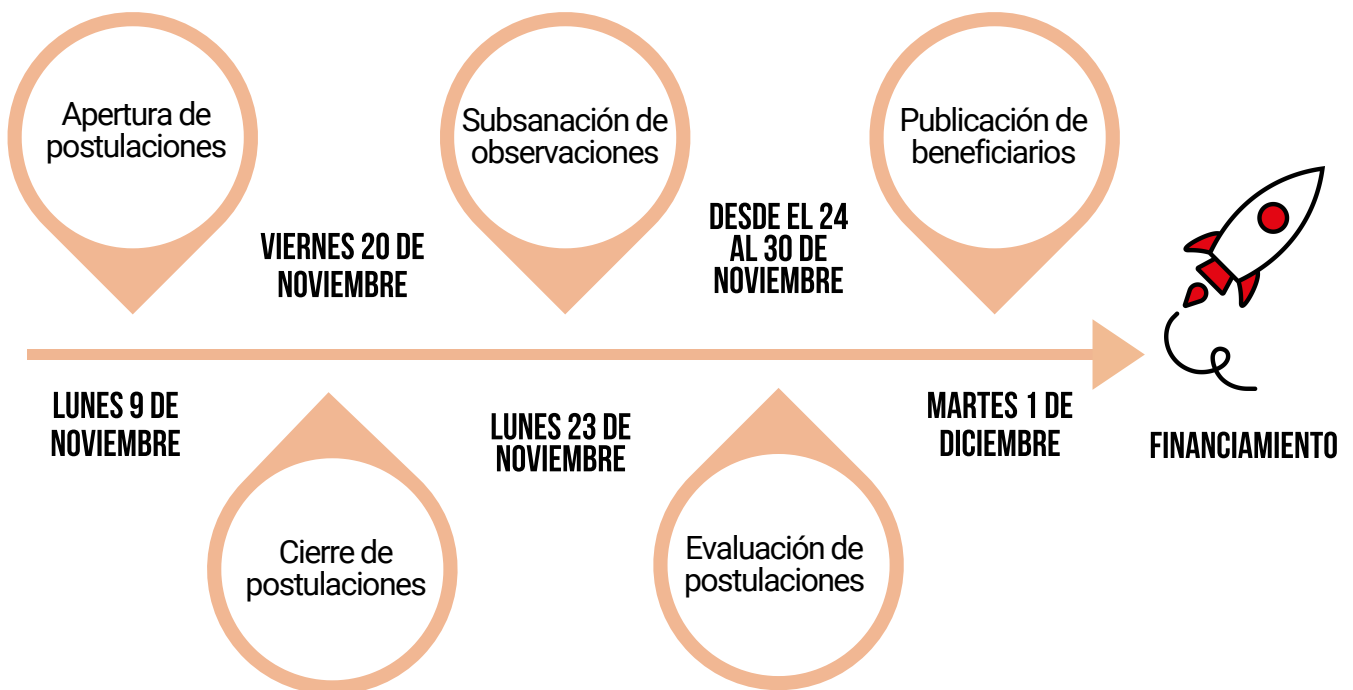 Apertura de
postulaciones
LUNES 9 DE
NOVIEMBRE
VIERNES 20 DE
NOVIEMBRE
Cierre de
postulaciones
Subsanación de
observaciones
LUNES 23 DE
NOVIEMBRE
DESDE EL 24
AL 30 DE
NOVIEMBRE
Evaluación de
postulaciones
Publicación de
beneficiarios
MARTES 1 DE
DICIEMBRE
FINANCIAMIENTO